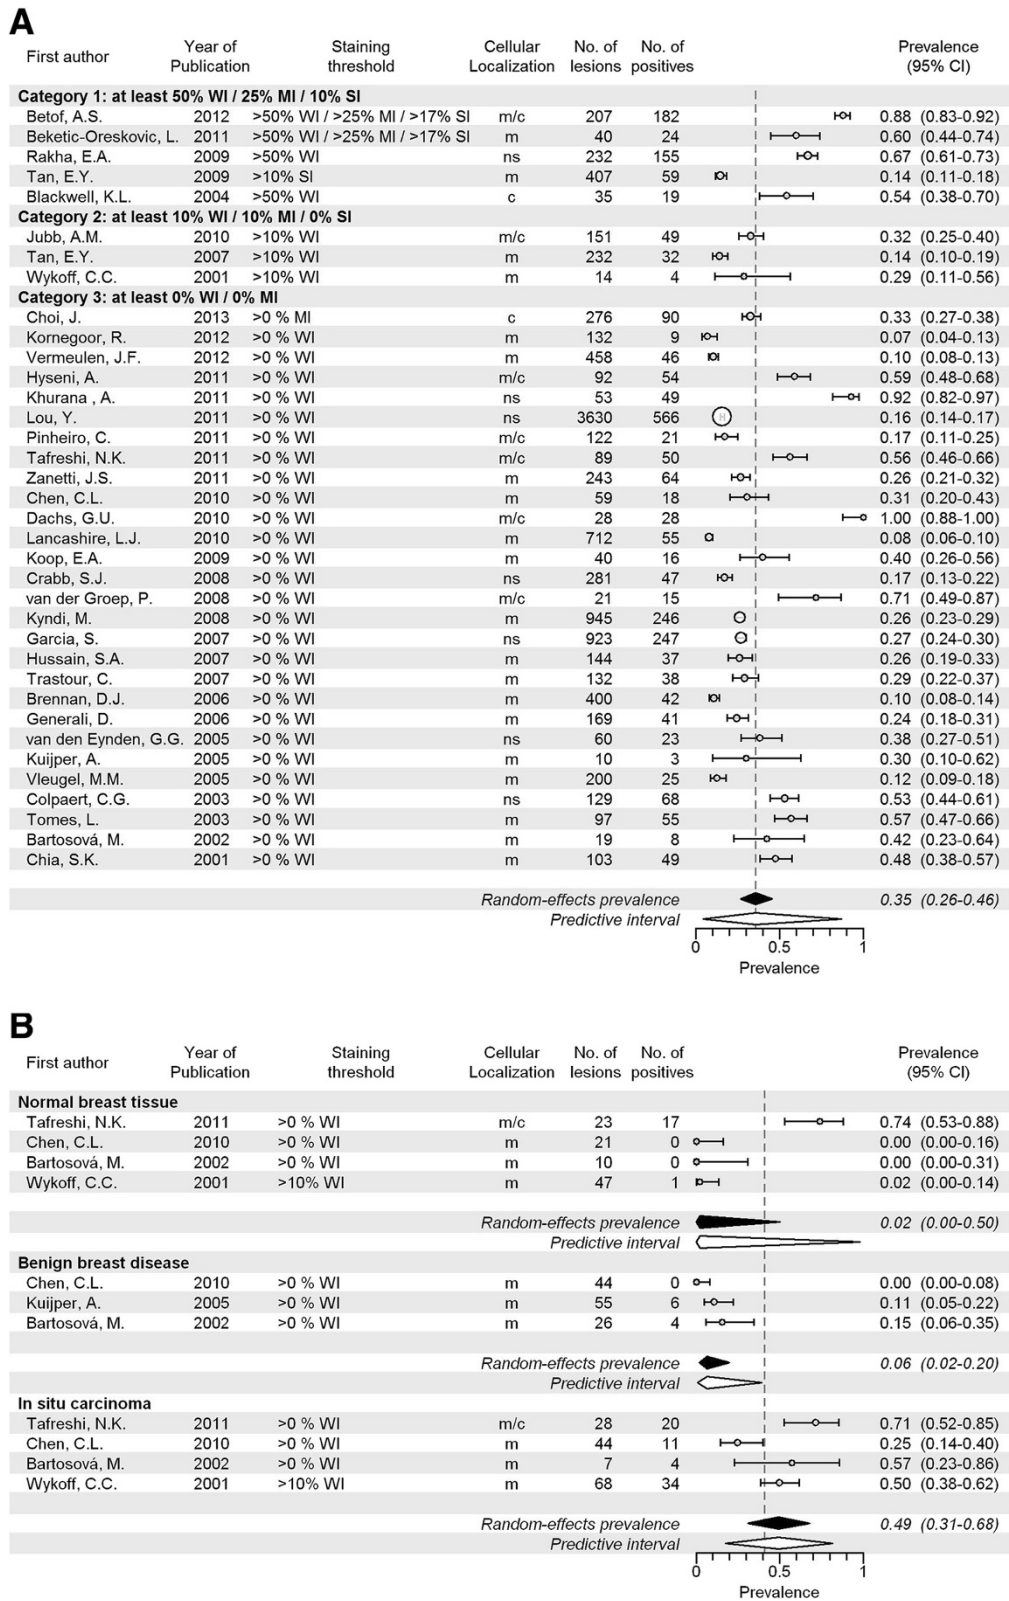 A
First author Year of Publication Staining threshold Cellular Localization No. of lesions No. of positives Prevalence (95% CI)
Category 1: at least 50% WI / 25% MI / 10% SI
Betof, A.S. 2012 >50% WI / >25% MI / >17% SI m/c 207 182 0.88 (0.83-0.92)
Beketic-Oreskovic, L. 2011 >50% WI / >25% MI / >17% SI m 40 24 0.60 (0.44-0.74)
Rakha, E.A. 2009 >50% WI ns 232 155 0.67 (0.61-0.73)
Tan, E.Y. 2009 >10% SI m 407 59 0.14 (0.11-0.18)
Blackwell, K.L. 2004 >50% WI c 35 19 0.54 (0.38-0.70)
Category 2: at least 10% WI / 10% MI / 0% SI
Jubb, A.M. 2010 >10% WI m/c 151 49 0.32 (0.25-0.40)
Tan, E.Y. 2007 >10% WI m 232 32 0.14 (0.10-0.19)
Wykoff, C.C. 2001 >10% WI m 14 4 0.29 (0.11-0.56)
Category 3: at least 0% WI / 0% MI
Choi, J. 2013 >0 % MI c 276 90 0.33 (0.27-0.38)
Kornegoor, R. 2012 >0 % WI m 132 9 0.07 (0.04-0.13)
Vermeulen, J.F. 2012 >0 % WI m 458 46 0.10 (0.08-0.13)
Hyseni, A. 2011 >0 % WI m/c 92 54 0.59 (0.48-0.68)
Khurana , A. 2011 >0 % WI ns 53 49 0.92 (0.82-0.97)
Lou, Y. 2011 >0 % WI ns 3630 566 0.16 (0.14-0.17)
Pinheiro, C. 2011 >0 % WI m/c 122 21 0.17 (0.11-0.25)
Tafreshi, N.K. 2011 >0 % WI m/c 89 50 0.56 (0.46-0.66)
Zanetti, J.S. 2011 >0 % WI m 243 64 0.26 (0.21-0.32)
Chen, C.L. 2010 >0 % WI m 59 18 0.31 (0.20-0.43)
Dachs, G.U. 2010 >0 % WI m/c 28 28 1.00 (0.88-1.00)
Lancashire, L.J. 2010 >0 % WI m 712 55 0.08 (0.06-0.10)
Koop, E.A. 2009 >0 % WI m 40 16 0.40 (0.26-0.56)
Crabb, S.J. 2008 >0 % WI ns 281 47 0.17 (0.13-0.22)
van der Groep, P. 2008 >0 % WI m/c 21 15 0.71 (0.49-0.87)
Kyndi, M. 2008 >0 % WI m 945 246 0.26 (0.23-0.29)
Garcia, S. 2007 >0 % WI ns 923 247 0.27 (0.24-0.30)
Hussain, S.A. 2007 >0 % WI m 144 37 0.26 (0.19-0.33)
Trastour, C. 2007 >0 % WI m 132 38 0.29 (0.22-0.37)
Brennan, D.J. 2006 >0 % WI m 400 42 0.10 (0.08-0.14)
Generali, D. 2006 >0 % WI m 169 41 0.24 (0.18-0.31)
van den Eynden, G.G. 2005 >0 % WI ns 60 23 0.38 (0.27-0.51)
Kuijper, A. 2005 >0 % WI m 10 3 0.30 (0.10-0.62)
Vleugel, M.M. 2005 >0 % WI m 200 25 0.12 (0.09-0.18)
Colpaert, C.G. 2003 >0 % WI ns 129 68 0.53 (0.44-0.61)
Tomes, L. 2003 >0 % WI m 97 55 0.57 (0.47-0.66)
Bartosová, M. 2002 >0 % WI m 19 8 0.42 (0.23-0.64)
Chia, S.K. 2001 >0 % WI m 103 49 0.48 (0.38-0.57)
Random-effects prevalence 0.35 (0.26-0.46)
Predictive interval
0 0.5 1
Prevalence
B
First author Year of Publication Staining threshold Cellular Localization No. of lesions No. of positives Prevalence (95% CI)
Normal breast tissue
Tafreshi, N.K. 2011 >0 % WI m/c 23 17 0.74 (0.53-0.88)
Chen, C.L. 2010 >0 % WI m 21 0 0.00 (0.00-0.16)
Bartosová, M. 2002 >0 % WI m 10 0 0.00 (0.00-0.31)
Wykoff, C.C. 2001 >10% WI m 47 1 0.02 (0.00-0.14)
Random-effects prevalence 0.02 (0.00-0.50)
Predictive interval
Benign breast disease
Chen, C.L. 2010 >0 % WI m 44 0 0.00 (0.00-0.08)
Kuijper, A. 2005 >0 % WI m 55 6 0.11 (0.05-0.22)
Bartosová, M. 2002 >0 % WI m 26 4 0.15 (0.06-0.35)
Random-effects prevalence 0.06 (0.02-0.20)
Predictive interval
In situ carcinoma
Tafreshi, N.K. 2011 >0 % WI m/c 28 20 0.71 (0.52-0.85)
Chen, C.L. 2010 >0 % WI m 44 11 0.25 (0.14-0.40)
Bartosová, M. 2002 >0 % WI m 7 4 0.57 (0.23-0.86)
Wykoff, C.C. 2001 >10% WI m 68 34 0.50 (0.38-0.62)
Random-effects prevalence 0.49 (0.31-0.68)
Predictive interval
0 0.5 1
Prevalence